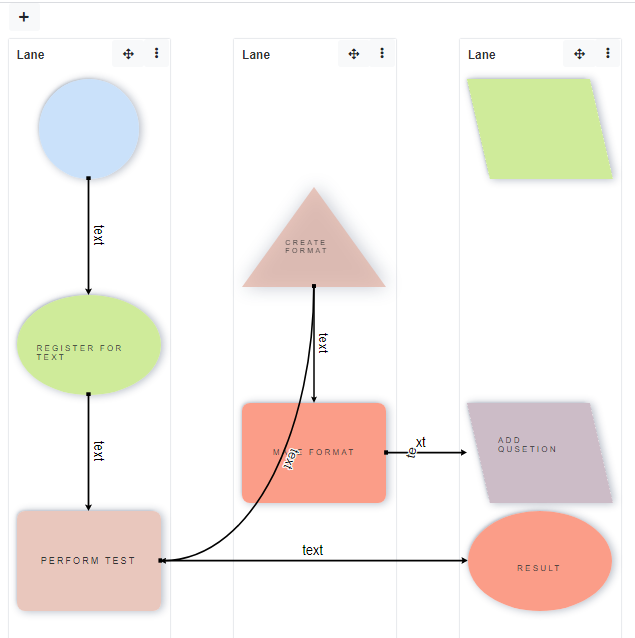 +
Lane
Lane
Lane
text
CREATE
FORMAT
text
REGISTER FOR
TEXT
text
FORMAT
text
text
ADD
QUSETION
PERFORM TEST
text
RESULT